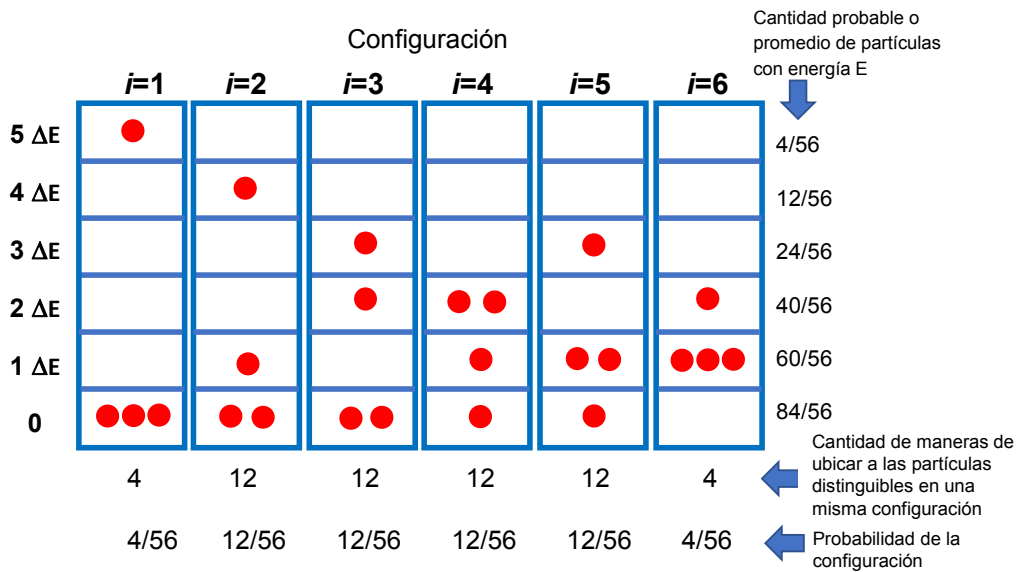 Cantidad probable o
promedio de partículas
con energía E
Configuración
i=1 i=2 i=3 i=4 i=5 i=6
5 ΔE 4/56
4 ΔE 12/56
3 ΔE 24/56
2 ΔE 40/56
1 ΔE 60/56
0 84/56
Cantidad de maneras de
ubicar a las partículas
distinguibles en una
misma configuración
4 12 12 12 12 4
4/56 12/56 12/56 12/56 12/56 4/56
Probabilidad de la
configuración